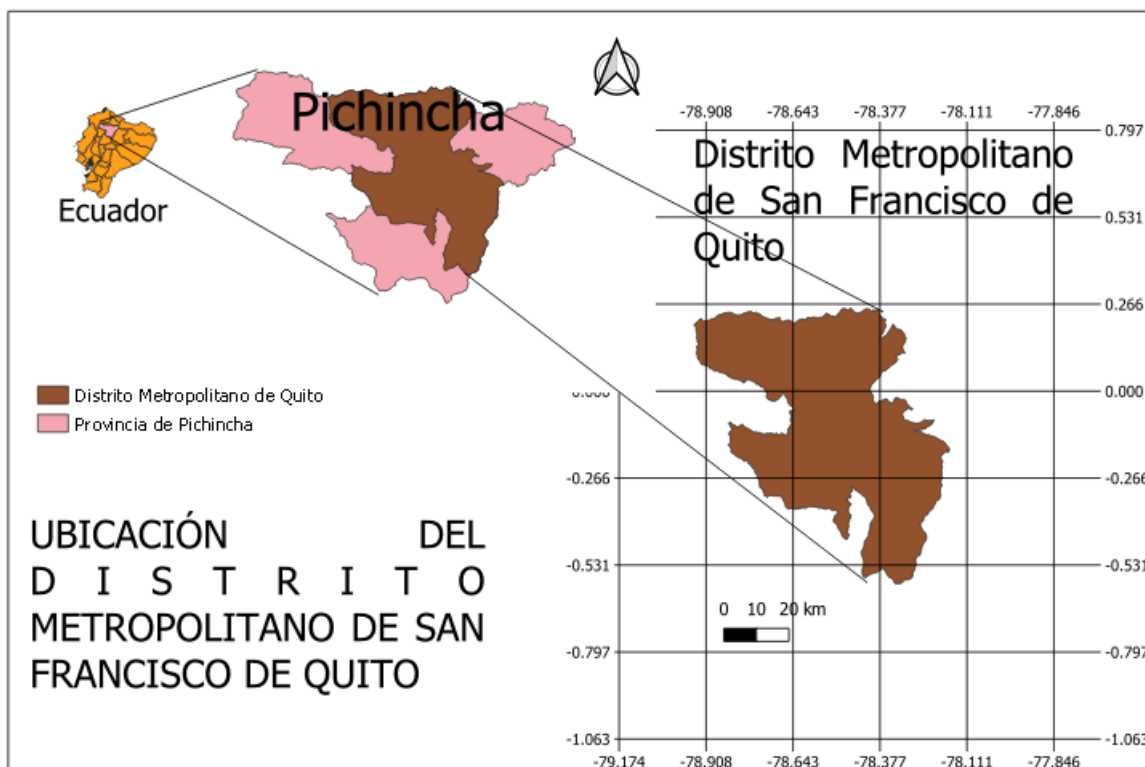 Pichincha
Ecuador
-78.908 -78.643 -78.377 -78.111 -77.846
0.797
Distrito Metropolitano
de San Francisco de
Quito
0.531
0.266
Distrito Metropolitano de Quito
Provincia de Pichincha
0.000
0.000
-0.266
-0.266
UBICACIÓN DEL
D I S T R I T O
METROPOLITANO DE SAN
FRANCISCO DE QUITO
-0.531
-0.531
0 10 20 km
-0.797
-0.797
-1.063
-1.063
-79.174 -78.908 -78.643 -78.377 -78.111 -77.846